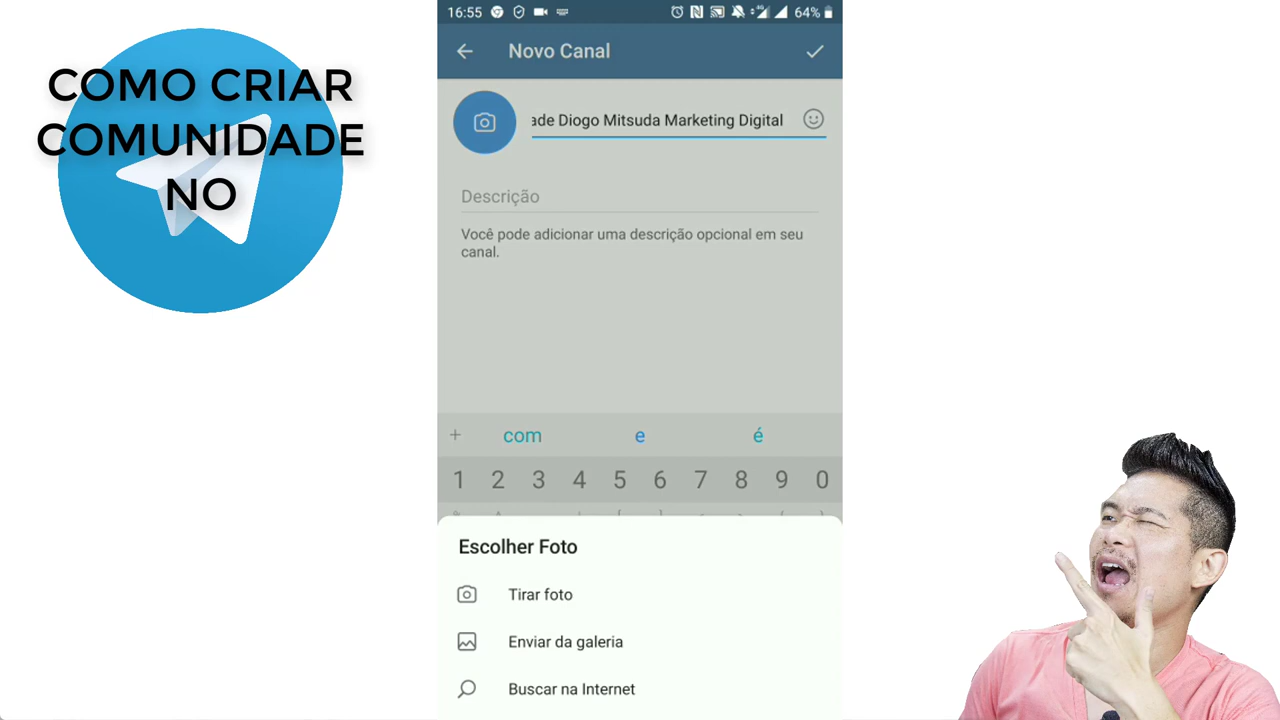 COMO CRIAR
COMUNIDADE
NO
16:55
4G
64%
Novo Canal
ade Diogo Mitsuda Marketing Digital
Descrição
Você pode adicionar uma descrição opcional em seu
canal.
+ com e é
1 2 3 4 5 6 7 8 9 0
Escolher Foto
Tirar foto
Enviar da galeria
Buscar na Internet